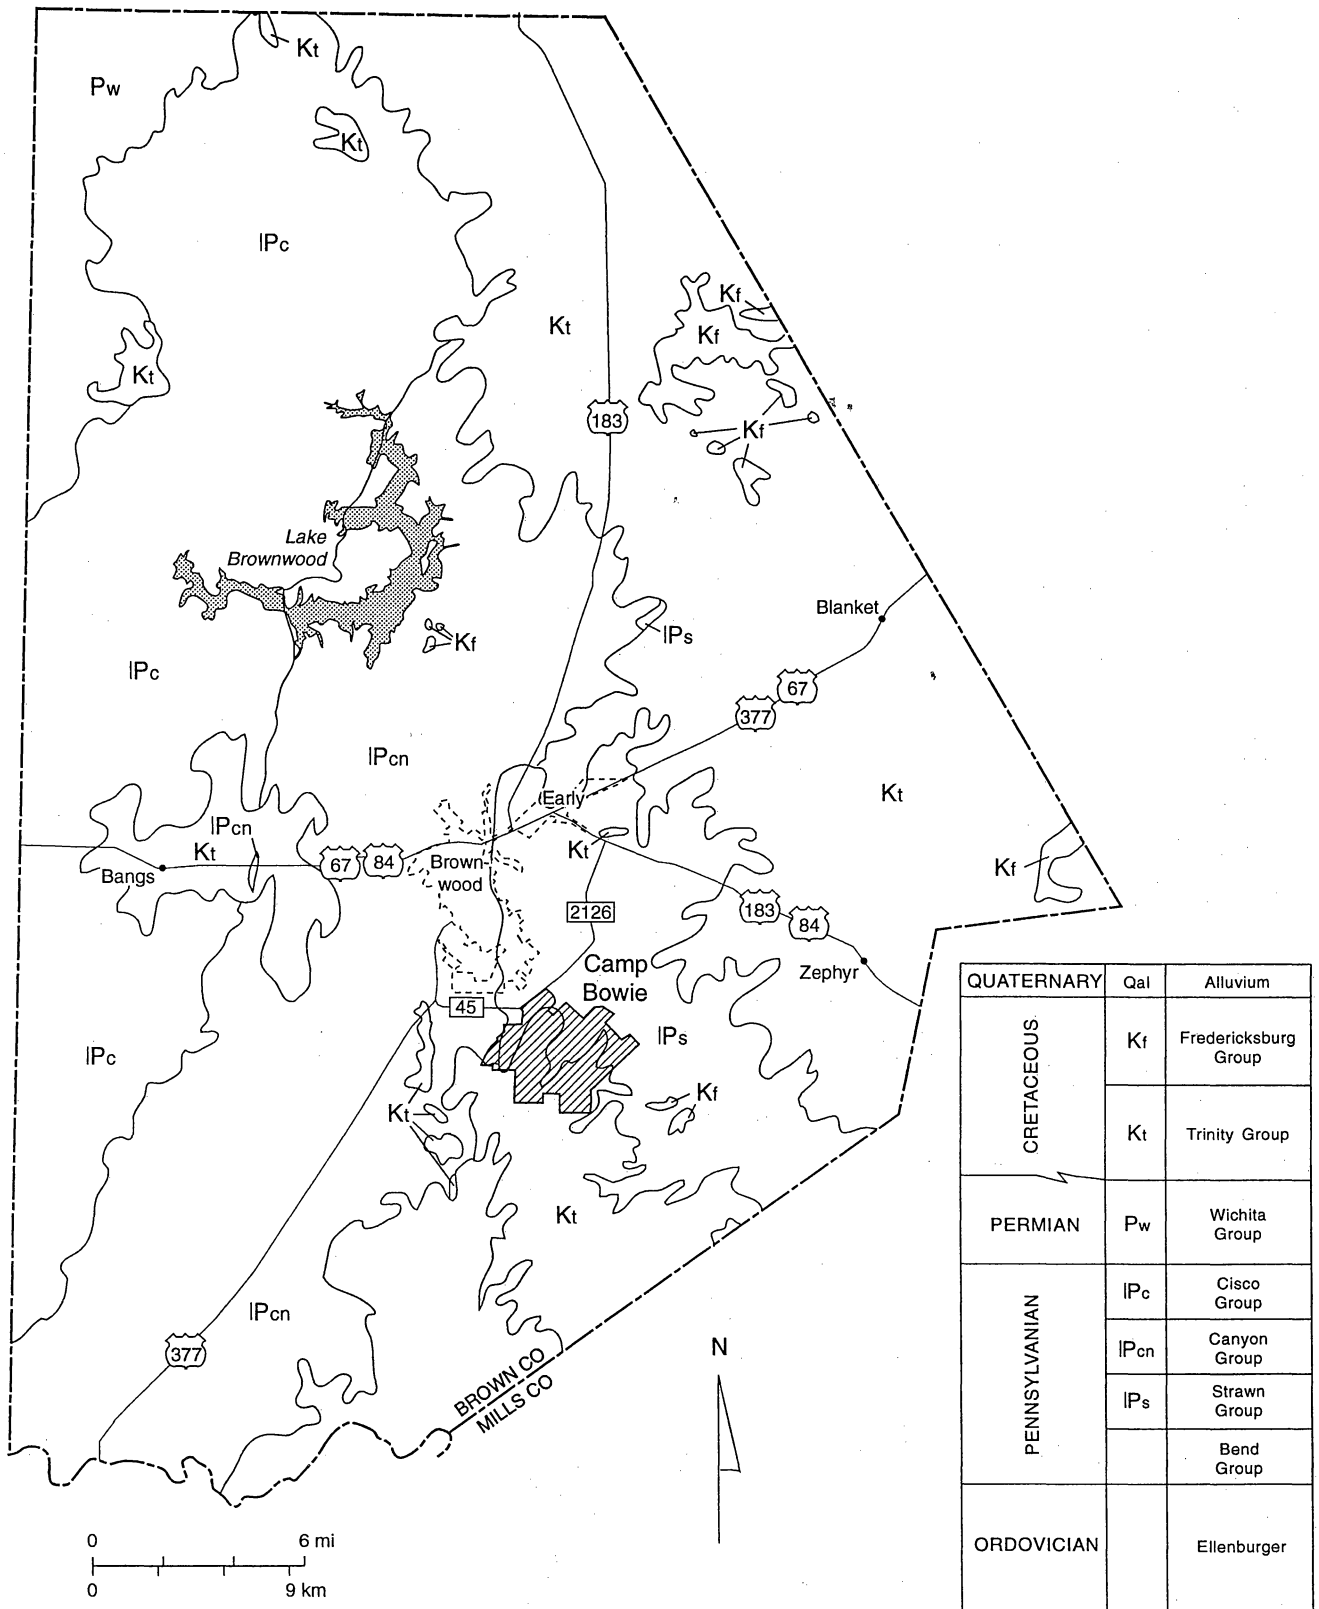 Kt
Pw
Kt
IPc
Kf
Kt
Kf
Kt
183
Kf
Lake
Brownwood
Blanket
IPs
Kf
IPc
67
377
IPcn
Early
Kt
IPcn
Kt
Kt
67
84
Brown-
wood
Bangs
Kf
2126
183
84
Camp
Bowie
Zephyr
45
IPs
IPc
Kf
Kt
Kt
IPcn
377
N
BROWN CO
MILLS CO
0 6 mi
0 9 km
QUATERNARY Qal Alluvium
CRETACEOUS
Kf Fredericksburg
Group
Kt Trinity Group
PERMIAN Pw Wichita
Group
PENNSYLVANIAN
IPc Cisco
Group
IPcn Canyon
Group
IPs Strawn
Group
Bend
Group
ORDOVICIAN Ellenburger